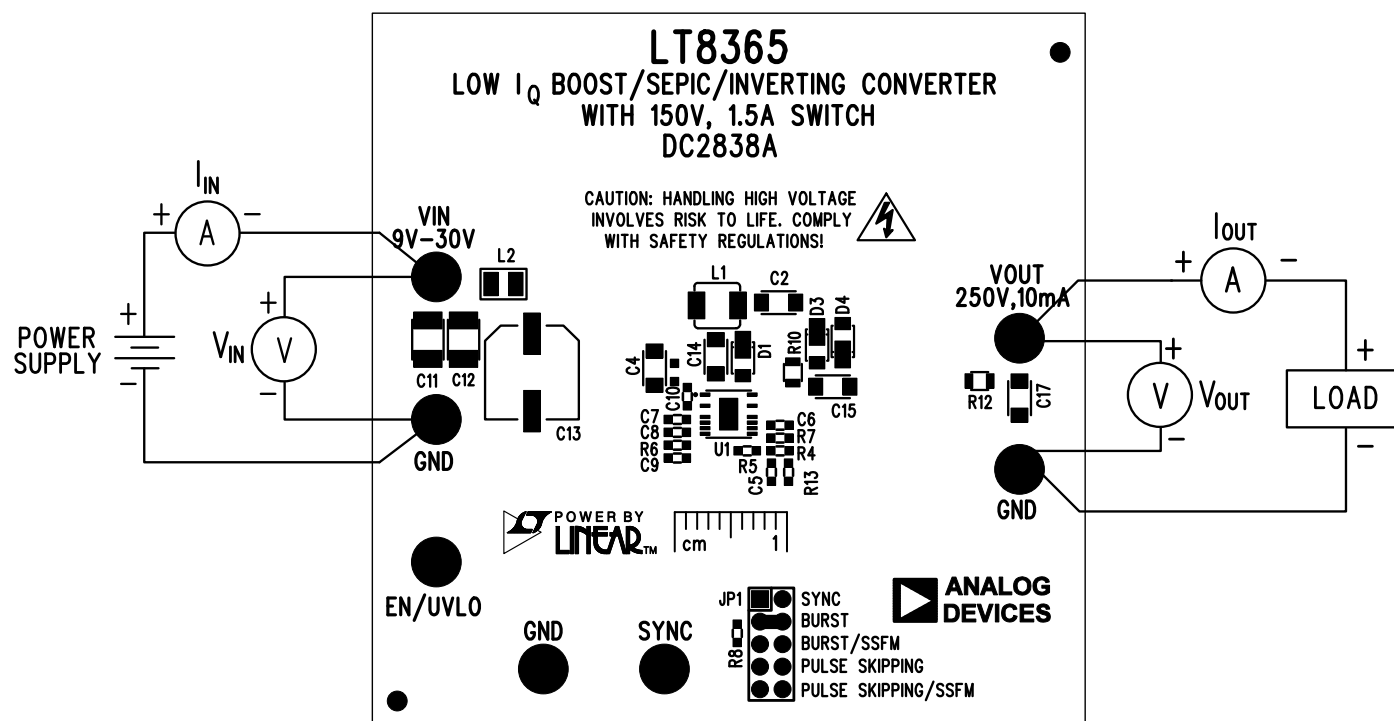 LT8365
LOW IQ BOOST/SEPIC/INVERTING CONVERTER
WITH 150V, 1.5A SWITCH
DC2838A
CAUTION: HANDLING HIGH VOLTAGE
INVOLVES RISK TO LIFE. COMPLY
WITH SAFETY REGULATIONS!
IIN
+ A −
VIN
9V-30V
POWER
SUPPLY
+
−
VIN
+
V
−
GND
L2
C11
C12
C13
L1
C2
D3
D4
C4
C14
D1
R10
C15
C10
C7
C8
R6
C9
U1
C6
R7
R4
R5
C5
R13
VOUT
250V,10mA
R12
C17
GND
IOUT
+ A −
+
V
−
VOUT
+
LOAD
−
POWER BY
LINEAR™
cm 1
EN/UVLO
GND
SYNC
JP1
R8
SYNC
BURST
BURST/SSFM
PULSE SKIPPING
PULSE SKIPPING/SSFM
ANALOG
DEVICES